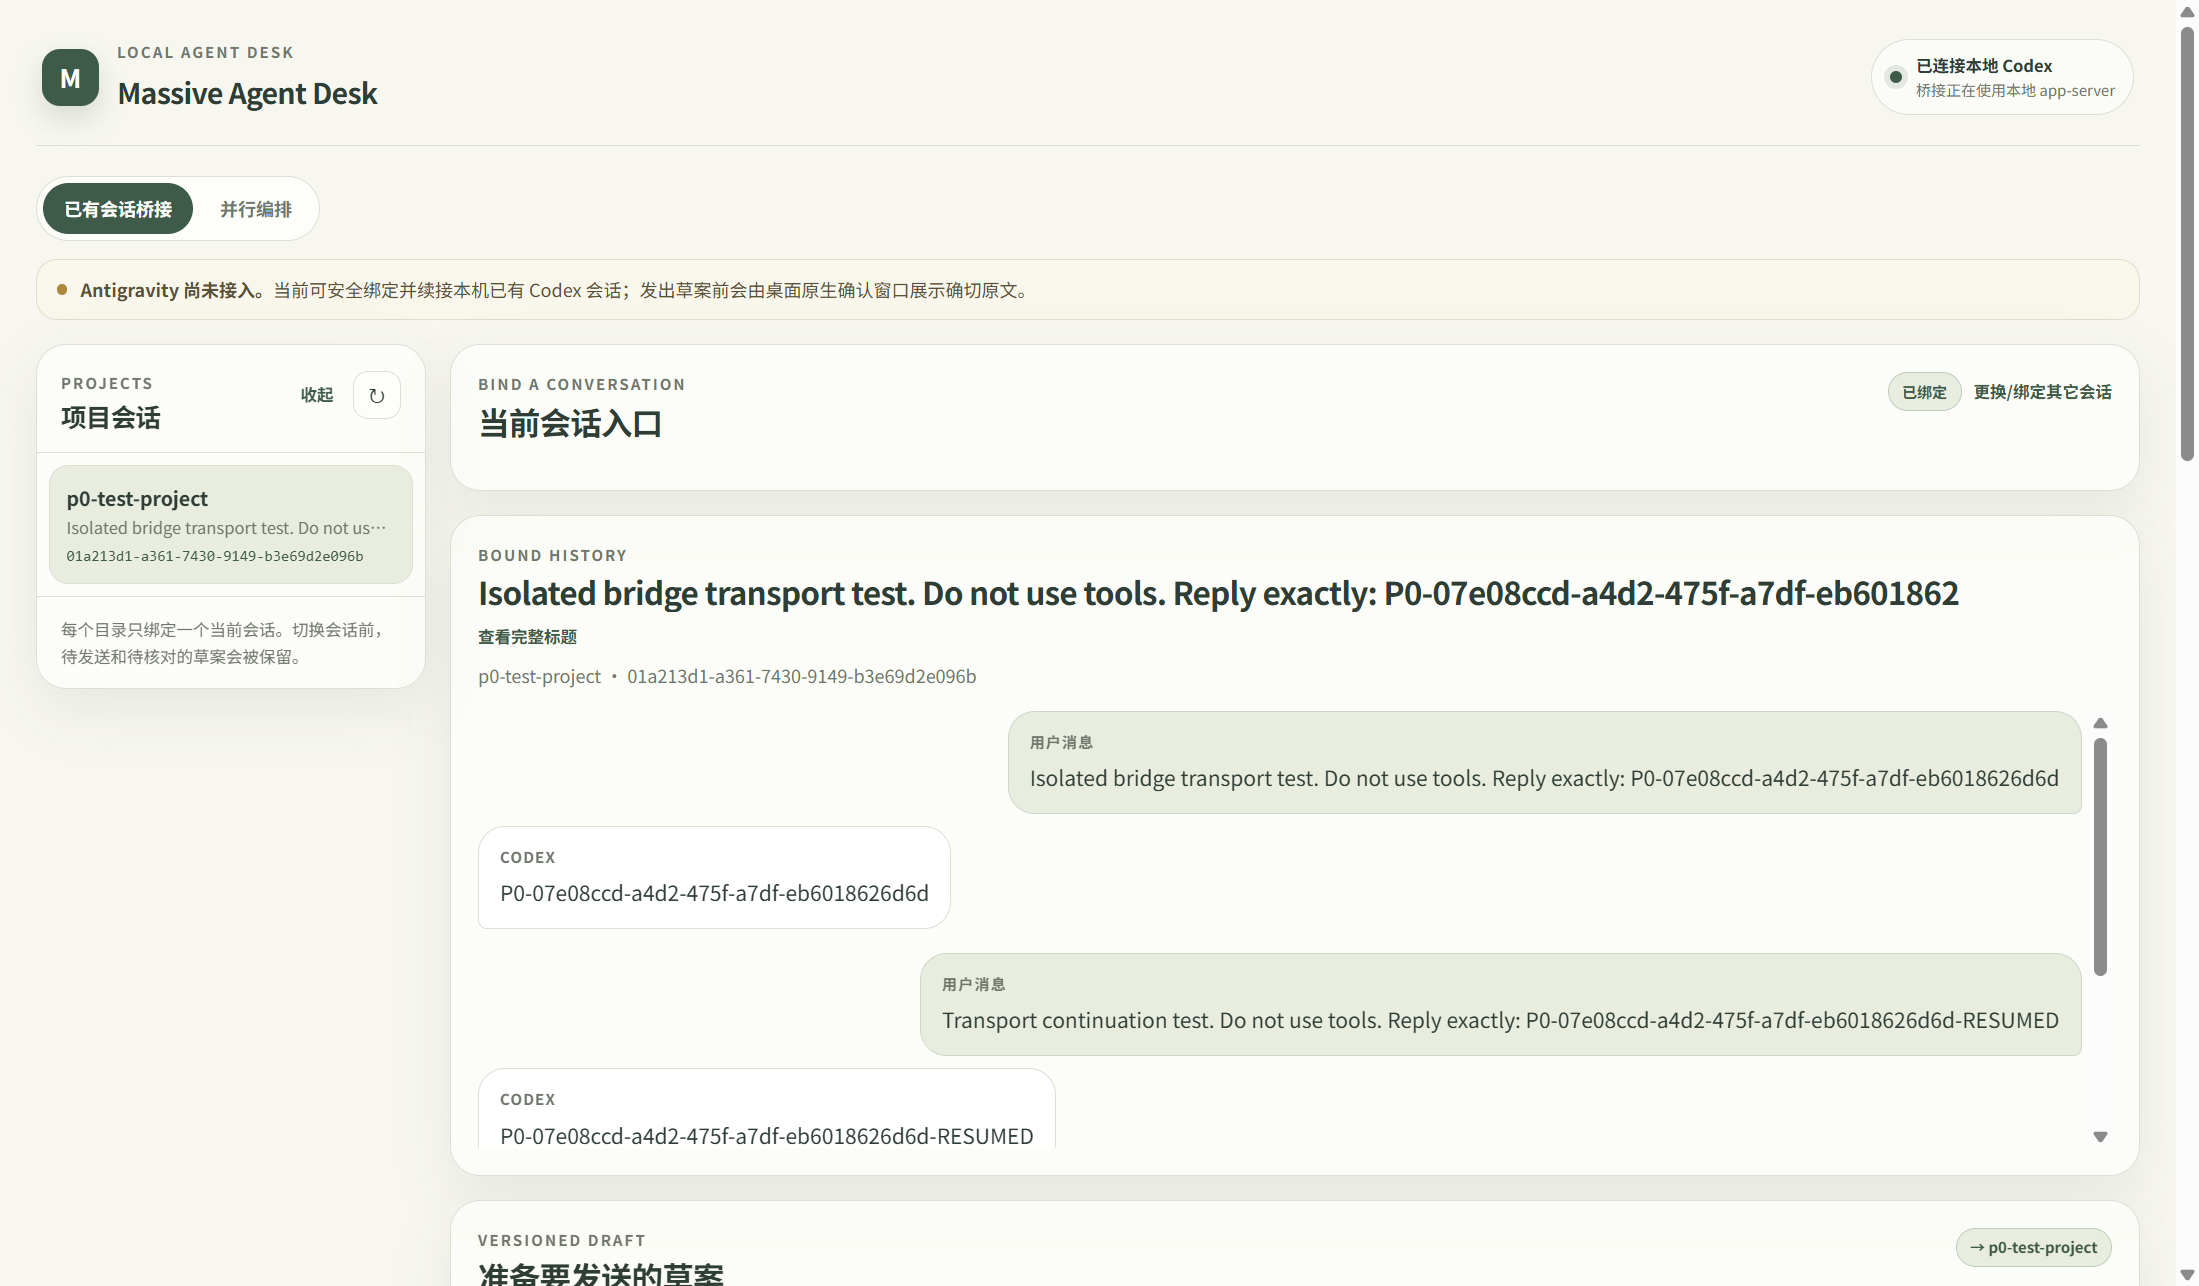 M
LOCAL AGENT DESK
Massive Agent Desk
已连接本地 Codex
桥接正在使用本地 app-server
已有会话桥接
并行编排
Antigravity 尚未接入。当前可安全绑定并续接本机已有 Codex 会话；发出草案前会由桌面原生确认窗口展示确切原文。
PROJECTS
项目会话
收起
↻
p0-test-project
Isolated bridge transport test. Do not us…
01a213d1-a361-7430-9149-b3e69d2e096b
每个目录只绑定一个当前会话。切换会话前，
待发送和待核对的草案会被保留。
BIND A CONVERSATION
当前会话入口
已绑定
更换/绑定其它会话
BOUND HISTORY
Isolated bridge transport test. Do not use tools. Reply exactly: P0-07e08ccd-a4d2-475f-a7df-eb601862
查看完整标题
p0-test-project · 01a213d1-a361-7430-9149-b3e69d2e096b
用户消息
Isolated bridge transport test. Do not use tools. Reply exactly: P0-07e08ccd-a4d2-475f-a7df-eb6018626d6d
CODEX
P0-07e08ccd-a4d2-475f-a7df-eb6018626d6d
用户消息
Transport continuation test. Do not use tools. Reply exactly: P0-07e08ccd-a4d2-475f-a7df-eb6018626d6d-RESUMED
CODEX
P0-07e08ccd-a4d2-475f-a7df-eb6018626d6d-RESUMED
VERSIONED DRAFT
准备要发送的草案
→ p0-test-project